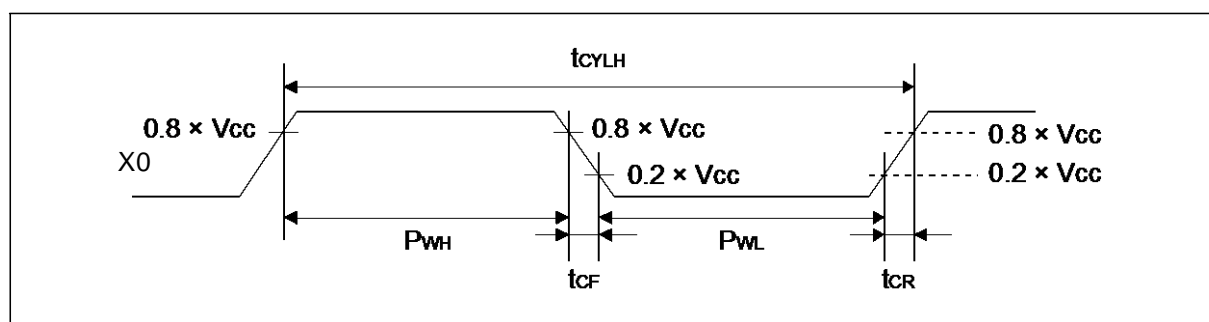 tCYLH
0.8 × VCC
0.8 × VCC
0.8 × VCC
X0
0.2 × VCC
0.2 × VCC
PWH
PWL
tCF
tCR